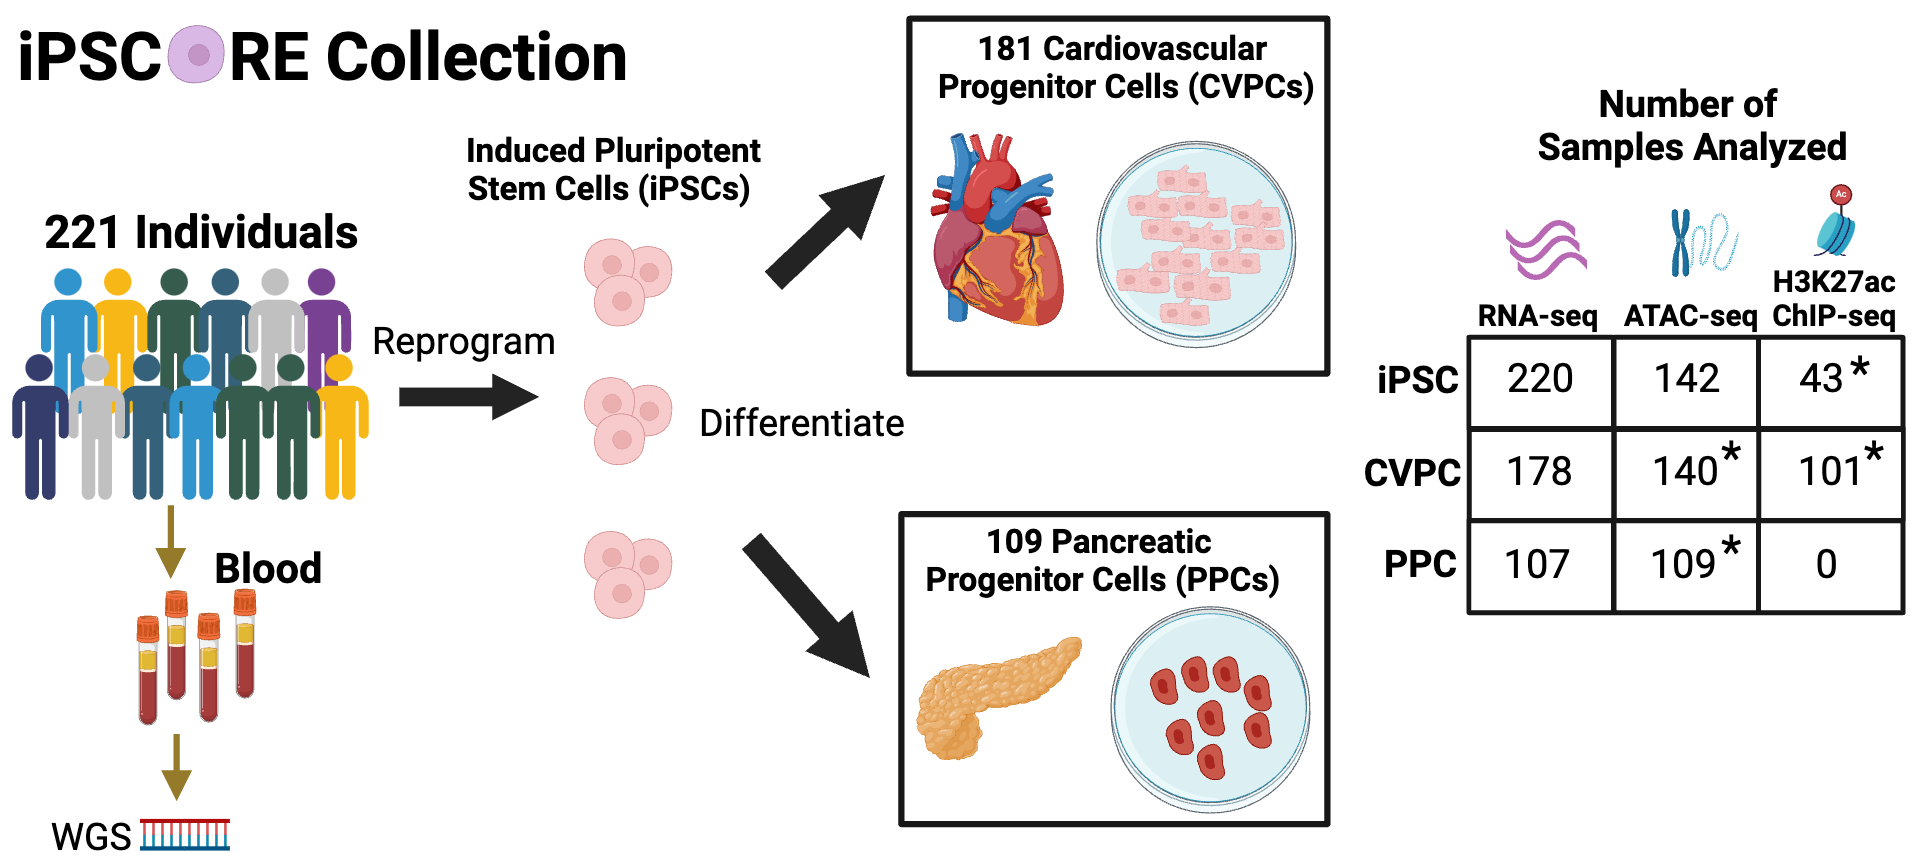 iPSCORE Collection
221 Individuals
Reprogram
Blood
WGS
Induced Pluripotent
Stem Cells (iPSCs)
Differentiate
181 Cardiovascular
Progenitor Cells (CVPCs)
109 Pancreatic
Progenitor Cells (PPCs)
Number of
Samples Analyzed
Ac
RNA-seq ATAC-seq H3K27ac
ChIP-seq
iPSC 220 142 43*
CVPC 178 140* 101*
PPC 107 109* 0